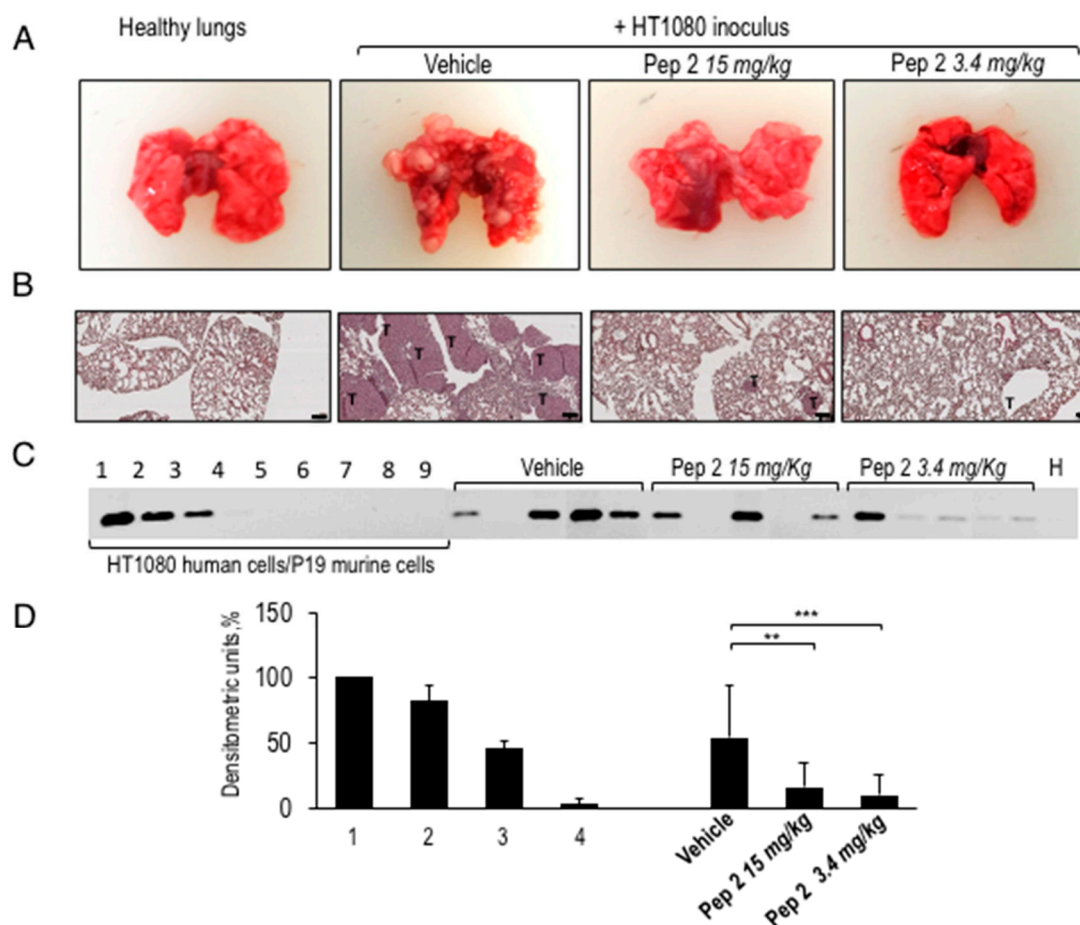 A
Healthy lungs
+ HT1080 inoculus
Vehicle
Pep 2 15 mg/kg
Pep 2 3.4 mg/kg
B
T T T T T T
T T
T
C
1 2 3 4 5 6 7 8 9
Vehicle
Pep 2 15 mg/Kg
Pep 2 3.4 mg/Kg
H
HT1080 human cells/P19 murine cells
D
Densitometric units,%
150
100
50
0
***
**
1 2 3 4
Vehicle
Pep 2 15 mg/kg
Pep 2 3.4 mg/kg